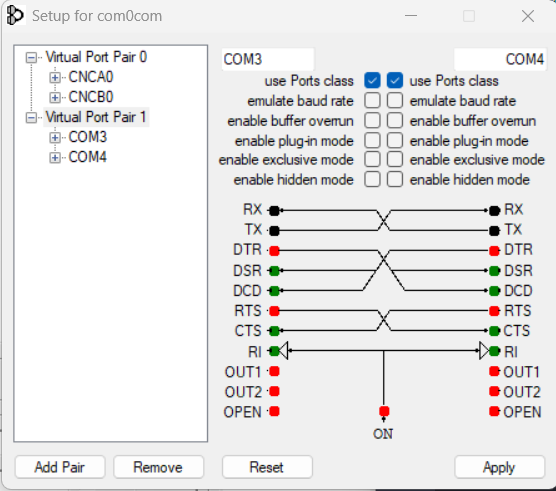 Setup for com0com
Virtual Port Pair 0
CNCA0
CNCB0
Virtual Port Pair 1
COM3
COM4
COM3 COM4
use Ports class use Ports class
emulate baud rate emulate baud rate
enable buffer overrun enable buffer overrun
enable plug-in mode enable plug-in mode
enable exclusive mode enable exclusive mode
enable hidden mode enable hidden mode
RX RX
TX TX
DTR DTR
DSR DSR
DCD DCD
RTS RTS
CTS CTS
RI RI
OUT1 OUT1
OUT2 OUT2
OPEN OPEN
ON
Add Pair Remove Reset Apply